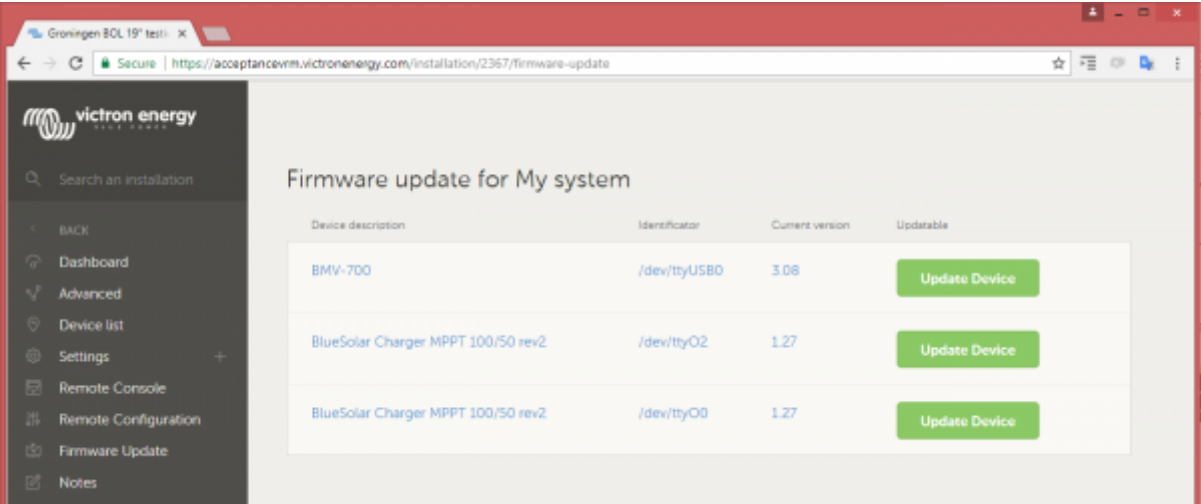 Groningen BOL 19" testi
Secure https://acceptancevrm.victronenergy.com/installation/2367/firmware-update
victron energy
BLUE POWER
Search an installation
BACK
Dashboard
Advanced
Device list
Settings
Remote Console
Remote Configuration
Firmware Update
Notes
Firmware update for My system
Device description Identificator Current version Updatable
BMV-700 /dev/ttyUSB0 3.08 Update Device
BlueSolar Charger MPPT 100/50 rev2 /dev/ttyO2 1.27 Update Device
BlueSolar Charger MPPT 100/50 rev2 /dev/ttyO0 1.27 Update Device